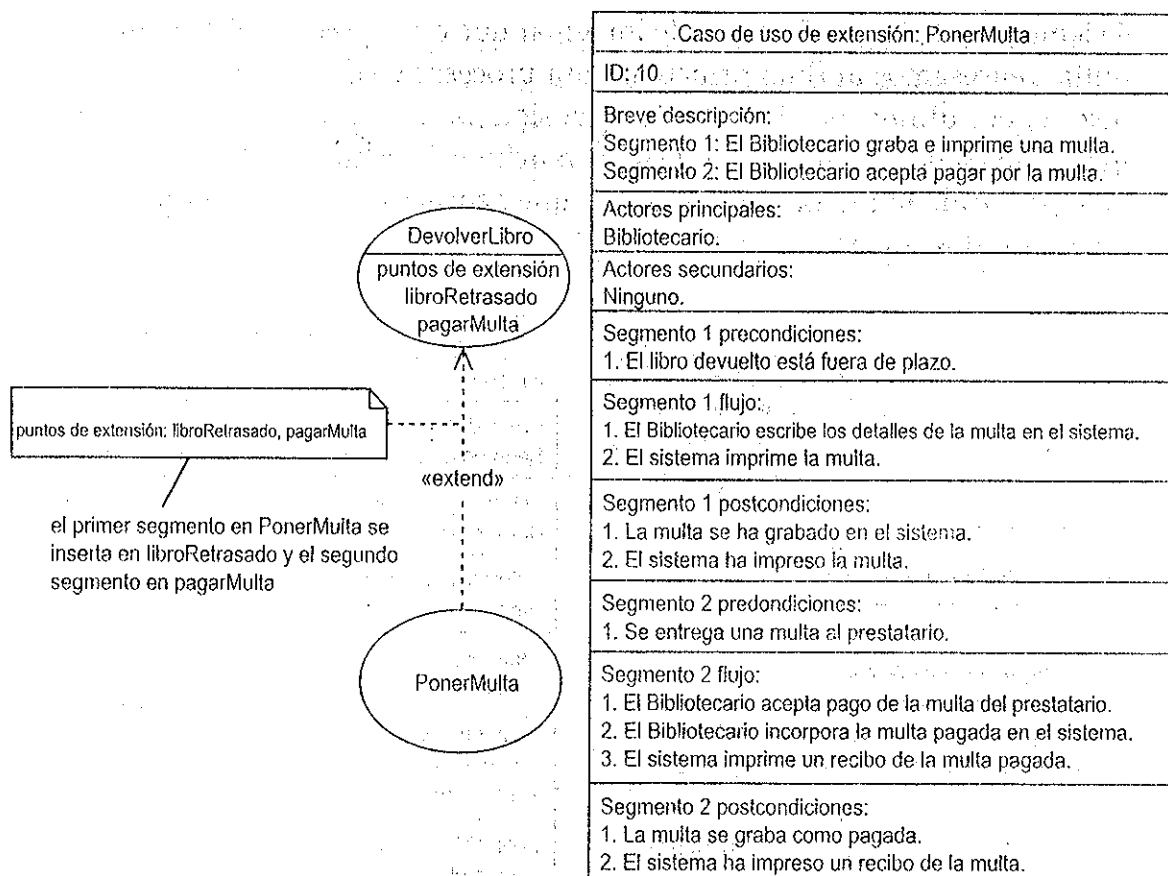 DevolverLibro
puntos de extensión
libroRetrasado
pagarMulta
puntos de extensión: libroRetrasado, pagarMulta
«extend»
el primer segmento en PonerMulta se
inserta en libroRetrasado y el segundo
segmento en pagarMulta
PonerMulta
Caso de uso de extensión: PonerMulta
ID: 10
Breve descripción:
Segmento 1: El Bibliotecario graba e imprime una multa.
Segmento 2: El Bibliotecario acepta pagar por la multa.
Actores principales:
Bibliotecario.
Actores secundarios:
Ninguno.
Segmento 1 precondiciones:
1. El libro devuelto está fuera de plazo.
Segmento 1 flujo:
1. El Bibliotecario escribe los detalles de la multa en el sistema.
2. El sistema imprime la multa.
Segmento 1 postcondiciones:
1. La multa se ha grabado en el sistema.
2. El sistema ha impreso la multa.
Segmento 2 predondiciones:
1. Se entrega una multa al prestatario.
Segmento 2 flujo:
1. El Bibliotecario acepta pago de la multa del prestatario.
2. El Bibliotecario incorpora la multa pagada en el sistema.
3. El sistema imprime un recibo de la multa pagada.
Segmento 2 postcondiciones:
1. La multa se graba como pagada.
2. El sistema ha impreso un recibo de la multa.